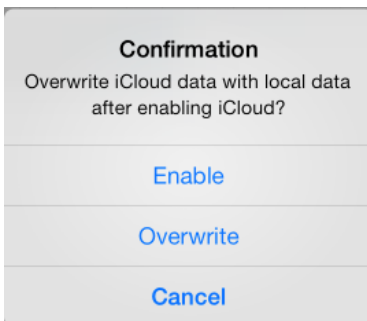 Confirmation
Overwrite iCloud data with local data
after enabling iCloud?
Enable
Overwrite
Cancel